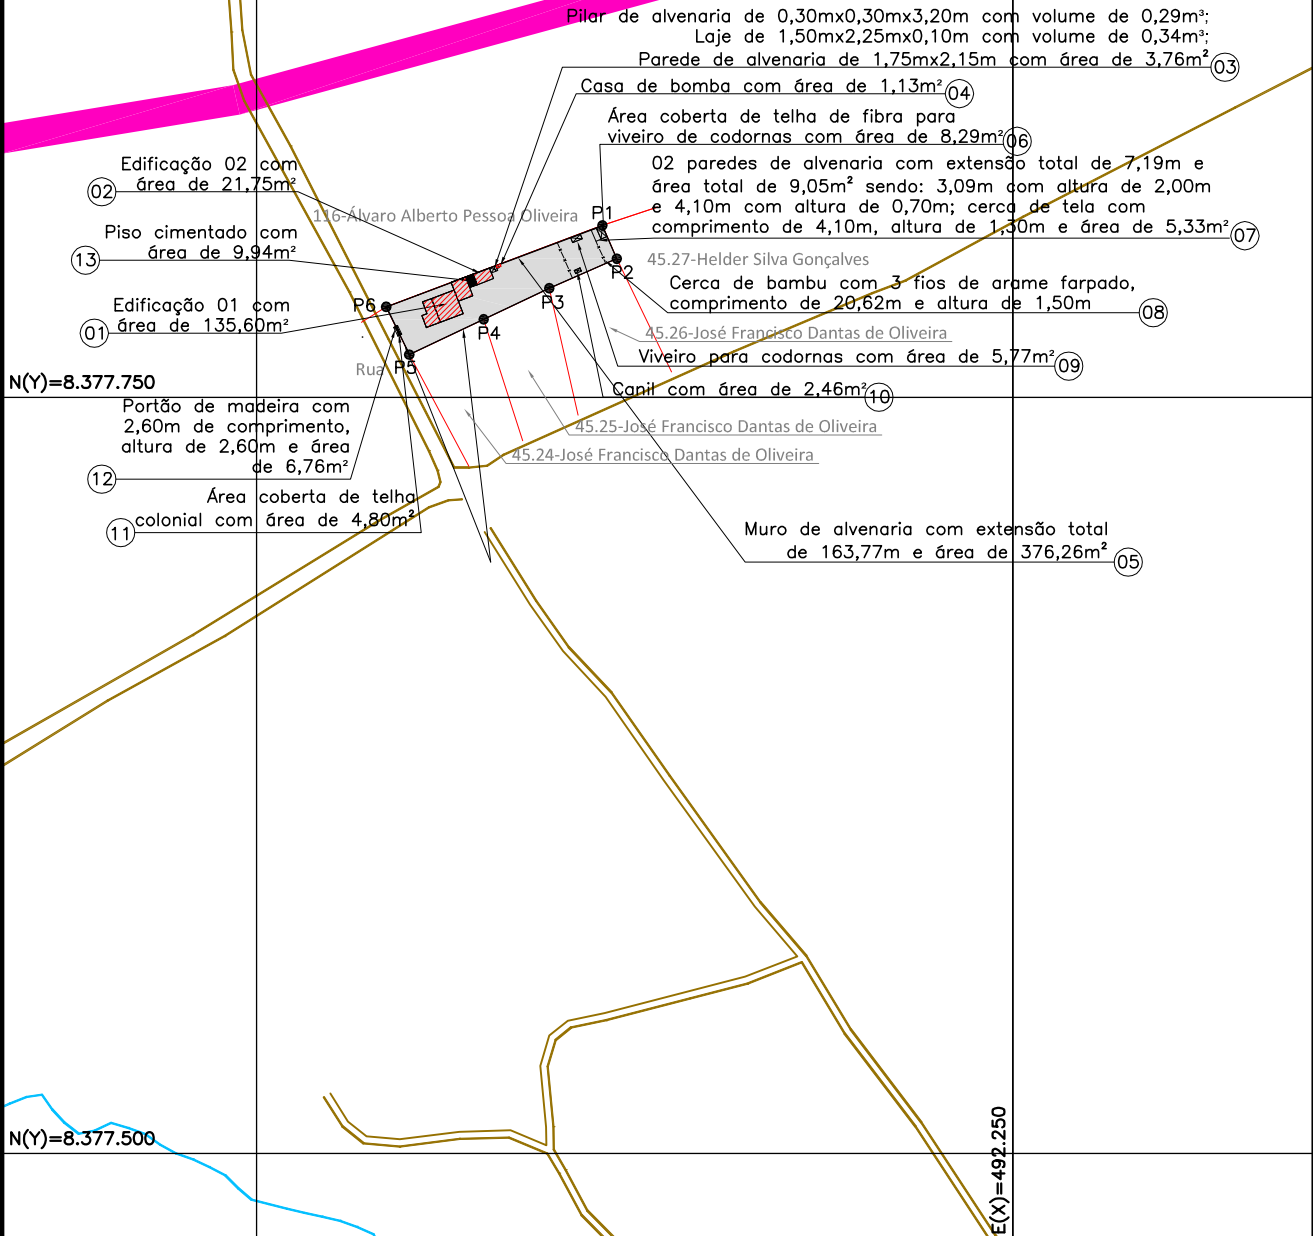 Pilar de alvenaria de 0,30mx0,30mx3,20m com volume de 0,29m³;
Laje de 1,50mx2,25mx0,10m com volume de 0,34m³;
Parede de alvenaria de 1,75mx2,15m com área de 3,76m²
03
Casa de bomba com área de 1,13m²
04
Área coberta de telha de fibra para
viveiro de codornas com área de 8,29m²
06
02 paredes de alvenaria com extensão total de 7,19m e
área total de 9,05m² sendo: 3,09m com altura de 2,00m
e 4,10m com altura de 0,70m; cerca de tela com
comprimento de 4,10m, altura de 1,30m e área de 5,33m²
07
Edificação 02 com
área de 21,75m²
02
116-Álvaro Alberto Pessoa Oliveira
P1
Piso cimentado com
área de 9,94m²
13
45.27-Helder Silva Gonçalves
P2
Cerca de bambu com 3 fios de arame farpado,
comprimento de 20,62m e altura de 1,50m
08
P3
P6
Edificação 01 com
área de 135,60m²
01
P4
45.26-José Francisco Dantas de Oliveira
Viveiro para codornas com área de 5,77m²
09
Rua
P5
N(Y)=8.377.750
Canil com área de 2,46m²
10
Portão de madeira com
2,60m de comprimento,
altura de 2,60m e área
de 6,76m²
12
45.25-José Francisco Dantas de Oliveira
45.24-José Francisco Dantas de Oliveira
Área coberta de telha
colonial com área de 4,80m²
11
Muro de alvenaria com extensão total
de 163,77m e área de 376,26m²
05
N(Y)=8.377.500
E(X)=492.250